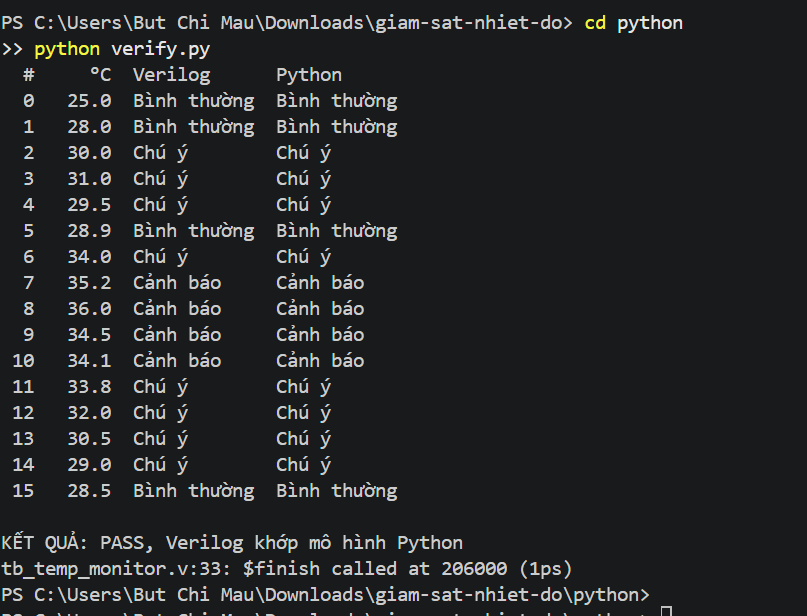 PS C:\Users\But Chi Mau\Downloads\giam-sat-nhiet-do> cd python
>> python verify.py
# °C Verilog Python
0 25.0 Bình thường Bình thường
1 28.0 Bình thường Bình thường
2 30.0 Chú ý Chú ý
3 31.0 Chú ý Chú ý
4 29.5 Chú ý Chú ý
5 28.9 Bình thường Bình thường
6 34.0 Chú ý Chú ý
7 35.2 Cảnh báo Cảnh báo
8 36.0 Cảnh báo Cảnh báo
9 34.5 Cảnh báo Cảnh báo
10 34.1 Cảnh báo Cảnh báo
11 33.8 Chú ý Chú ý
12 32.0 Chú ý Chú ý
13 30.5 Chú ý Chú ý
14 29.0 Chú ý Chú ý
15 28.5 Bình thường Bình thường
KẾT QUẢ: PASS, Verilog khớp mô hình Python
tb_temp_monitor.v:33: $finish called at 206000 (1ps)
PS C:\Users\But Chi Mau\Downloads\giam-sat-nhiet-do\python>